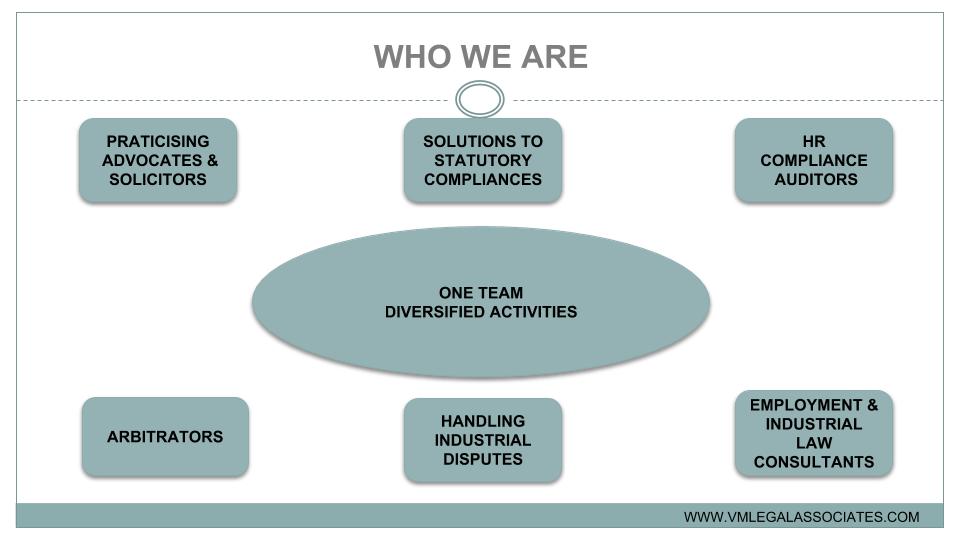 WHO WE ARE
PRATICISING
ADVOCATES &
SOLICITORS
SOLUTIONS TO
STATUTORY
COMPLIANCES
HR
COMPLIANCE
AUDITORS
ONE TEAM
DIVERSIFIED ACTIVITIES
ARBITRATORS
HANDLING
INDUSTRIAL
DISPUTES
EMPLOYMENT &
INDUSTRIAL
LAW
CONSULTANTS
WWW.VMLEGALASSOCIATES.COM